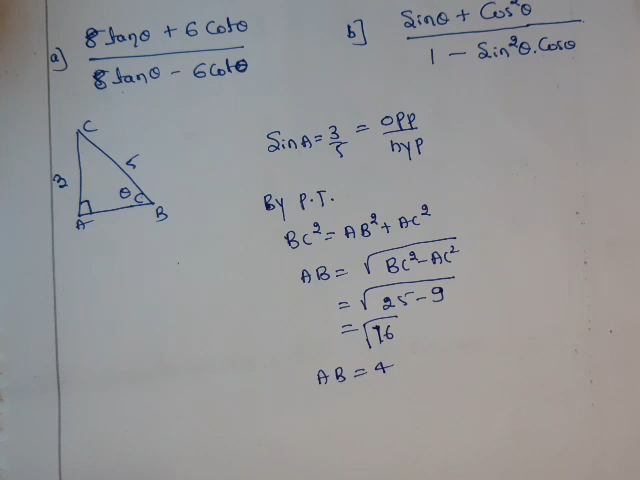 a] 8 tanθ + 6 Cotθ / 8 tanθ - 6 Cotθ
b] Sinθ + Cos²θ / 1 - Sin²θ. Cosθ
C
3
5
θ
A
B
Sin A = 3/5 = opp/hyp
By P.T.
BC² = AB² + AC²
AB = √BC² - AC²
= √25 - 9
= √16
AB = 4